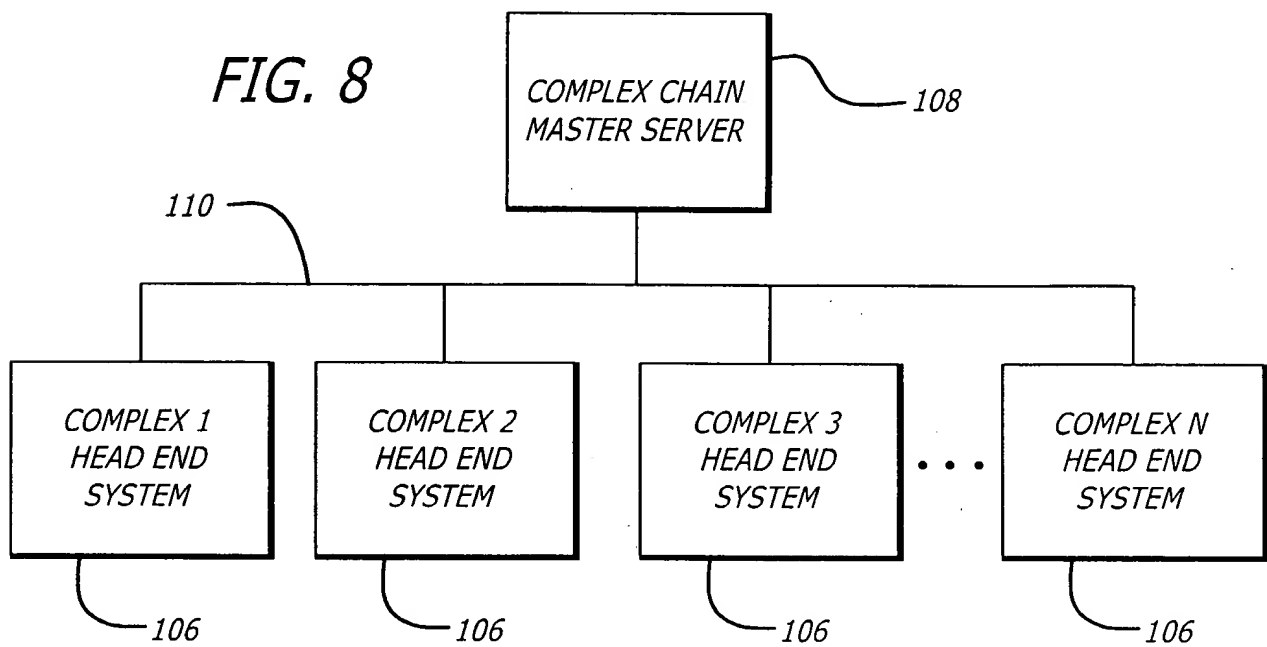 FIG. 8
COMPLEX CHAIN
MASTER SERVER
108
110
COMPLEX 1
HEAD END
SYSTEM
COMPLEX 2
HEAD END
SYSTEM
COMPLEX 3
HEAD END
SYSTEM
• • •
COMPLEX N
HEAD END
SYSTEM
106
106
106
106